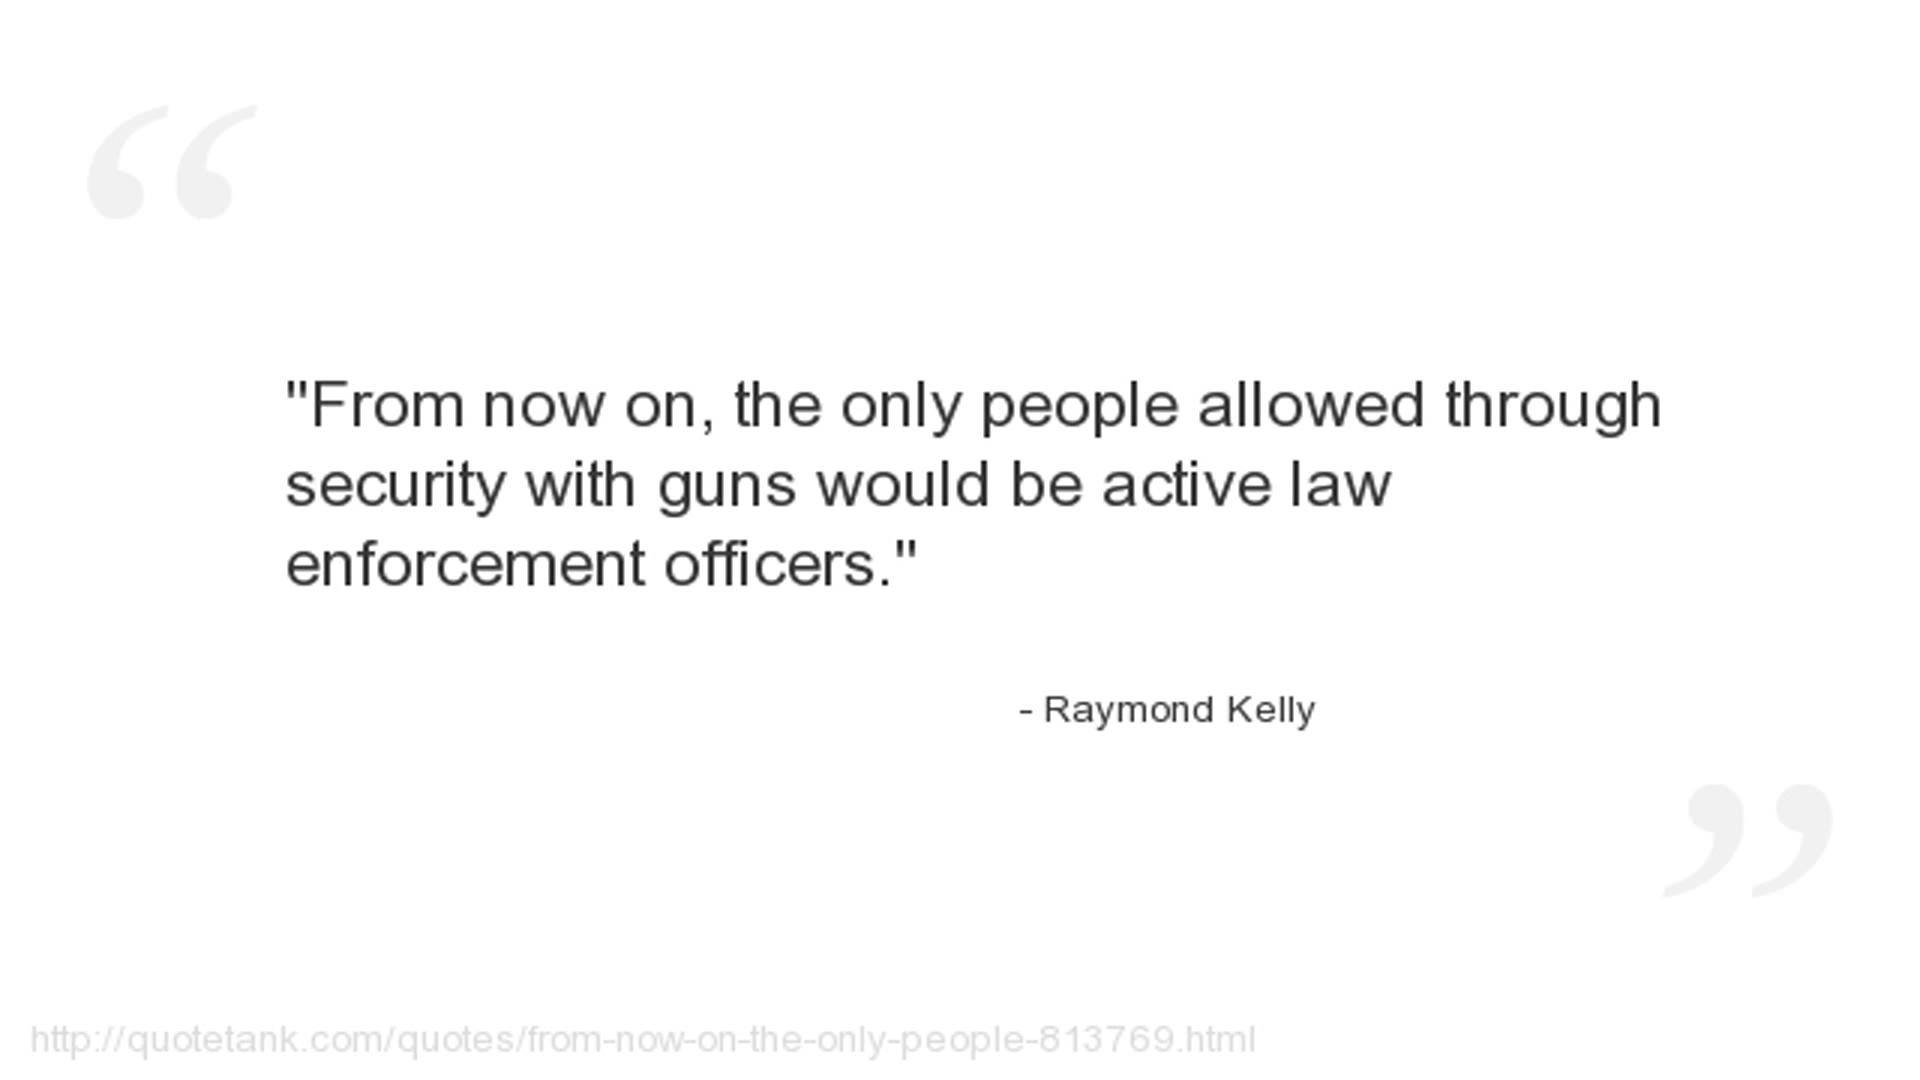 "From now on, the only people allowed through
security with guns would be active law
enforcement officers."
- Raymond Kelly
http://quotetank.com/quotes/from-now-on-the-only-people-813769.html